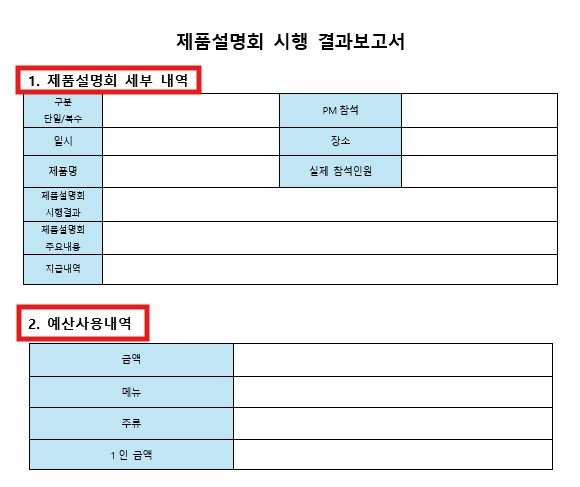 제품설명회 시행 결과보고서
1. 제품설명회 세부 내역
구분
단일/복수
PM 참석
일시
장소
제품명
실제 참석인원
제품설명회
시행결과
제품설명회
주요내용
지급내역
2. 예산사용내역
금액
메뉴
주류
1인 금액